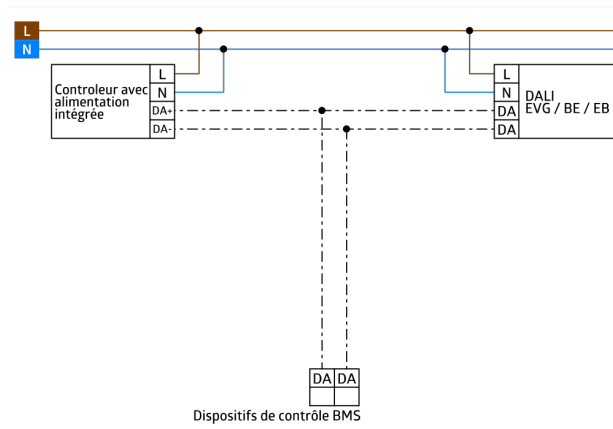 L
N
Controleur avec
alimentation
intégrée
L
N
DA+
DA-
L
N
DA
DA
DALI
EVG / BE / EB
DA DA
Dispositifs de contrôle BMS